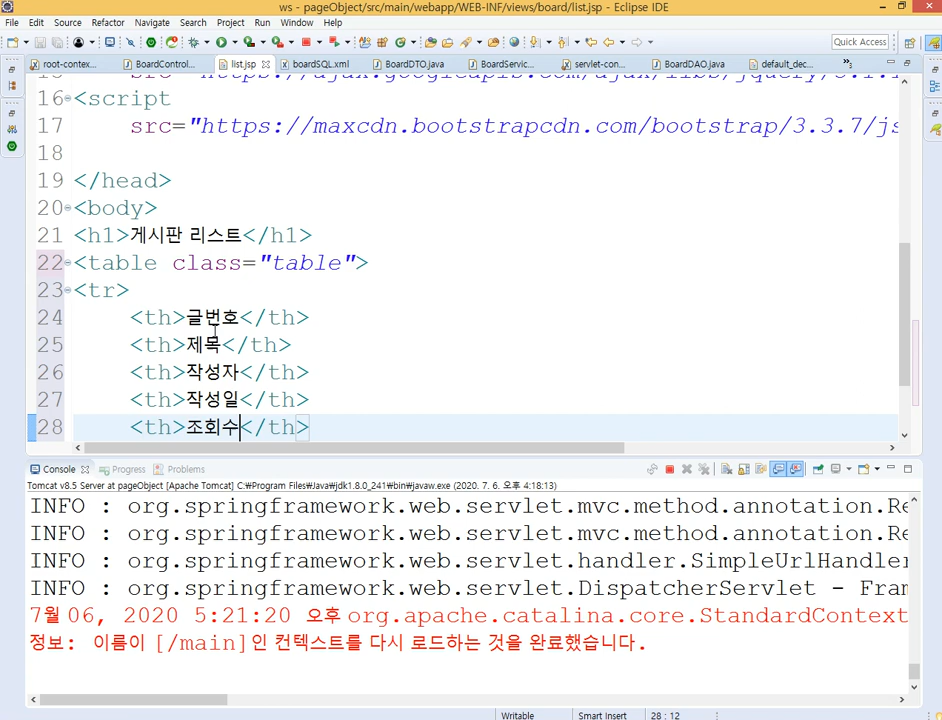 ws - pageObject/src/main/webapp/WEB-INF/views/board/list.jsp - Eclipse IDE
File Edit Source Refactor Navigate Search Project Run Window Help
Quick Access
root-contex... BoardControl... list.jsp boardSQL.xml BoardDTO.java BoardServic... servlet-con... BoardDAO.java default_dec... »3
16 <script
17 src="https://maxcdn.bootstrapcdn.com/bootstrap/3.3.7/js
18
19 </head>
20 <body>
21 <h1>게시판 리스트</h1>
22 <table class="table">
23 <tr>
24 <th>글번호</th>
25 <th>제목</th>
26 <th>작성자</th>
27 <th>작성일</th>
28 <th>조회수</th>
Console Progress Problems
Tomcat v8.5 Server at pageObject [Apache Tomcat] C:₩Program Files₩Java₩jdk1.8.0_241₩bin₩javaw.exe (2020. 7. 6. 오후 4:18:13)
INFO : org.springframework.web.servlet.mvc.method.annotation.Re
INFO : org.springframework.web.servlet.mvc.method.annotation.Re
INFO : org.springframework.web.servlet.handler.SimpleUrlHandler
INFO : org.springframework.web.servlet.DispatcherServlet - Fram
7월 06, 2020 5:21:20 오후 org.apache.catalina.core.StandardContext
정보: 이름이 [/main]인 컨텍스트를 다시 로드하는 것을 완료했습니다.
Writable Smart Insert 28 : 12